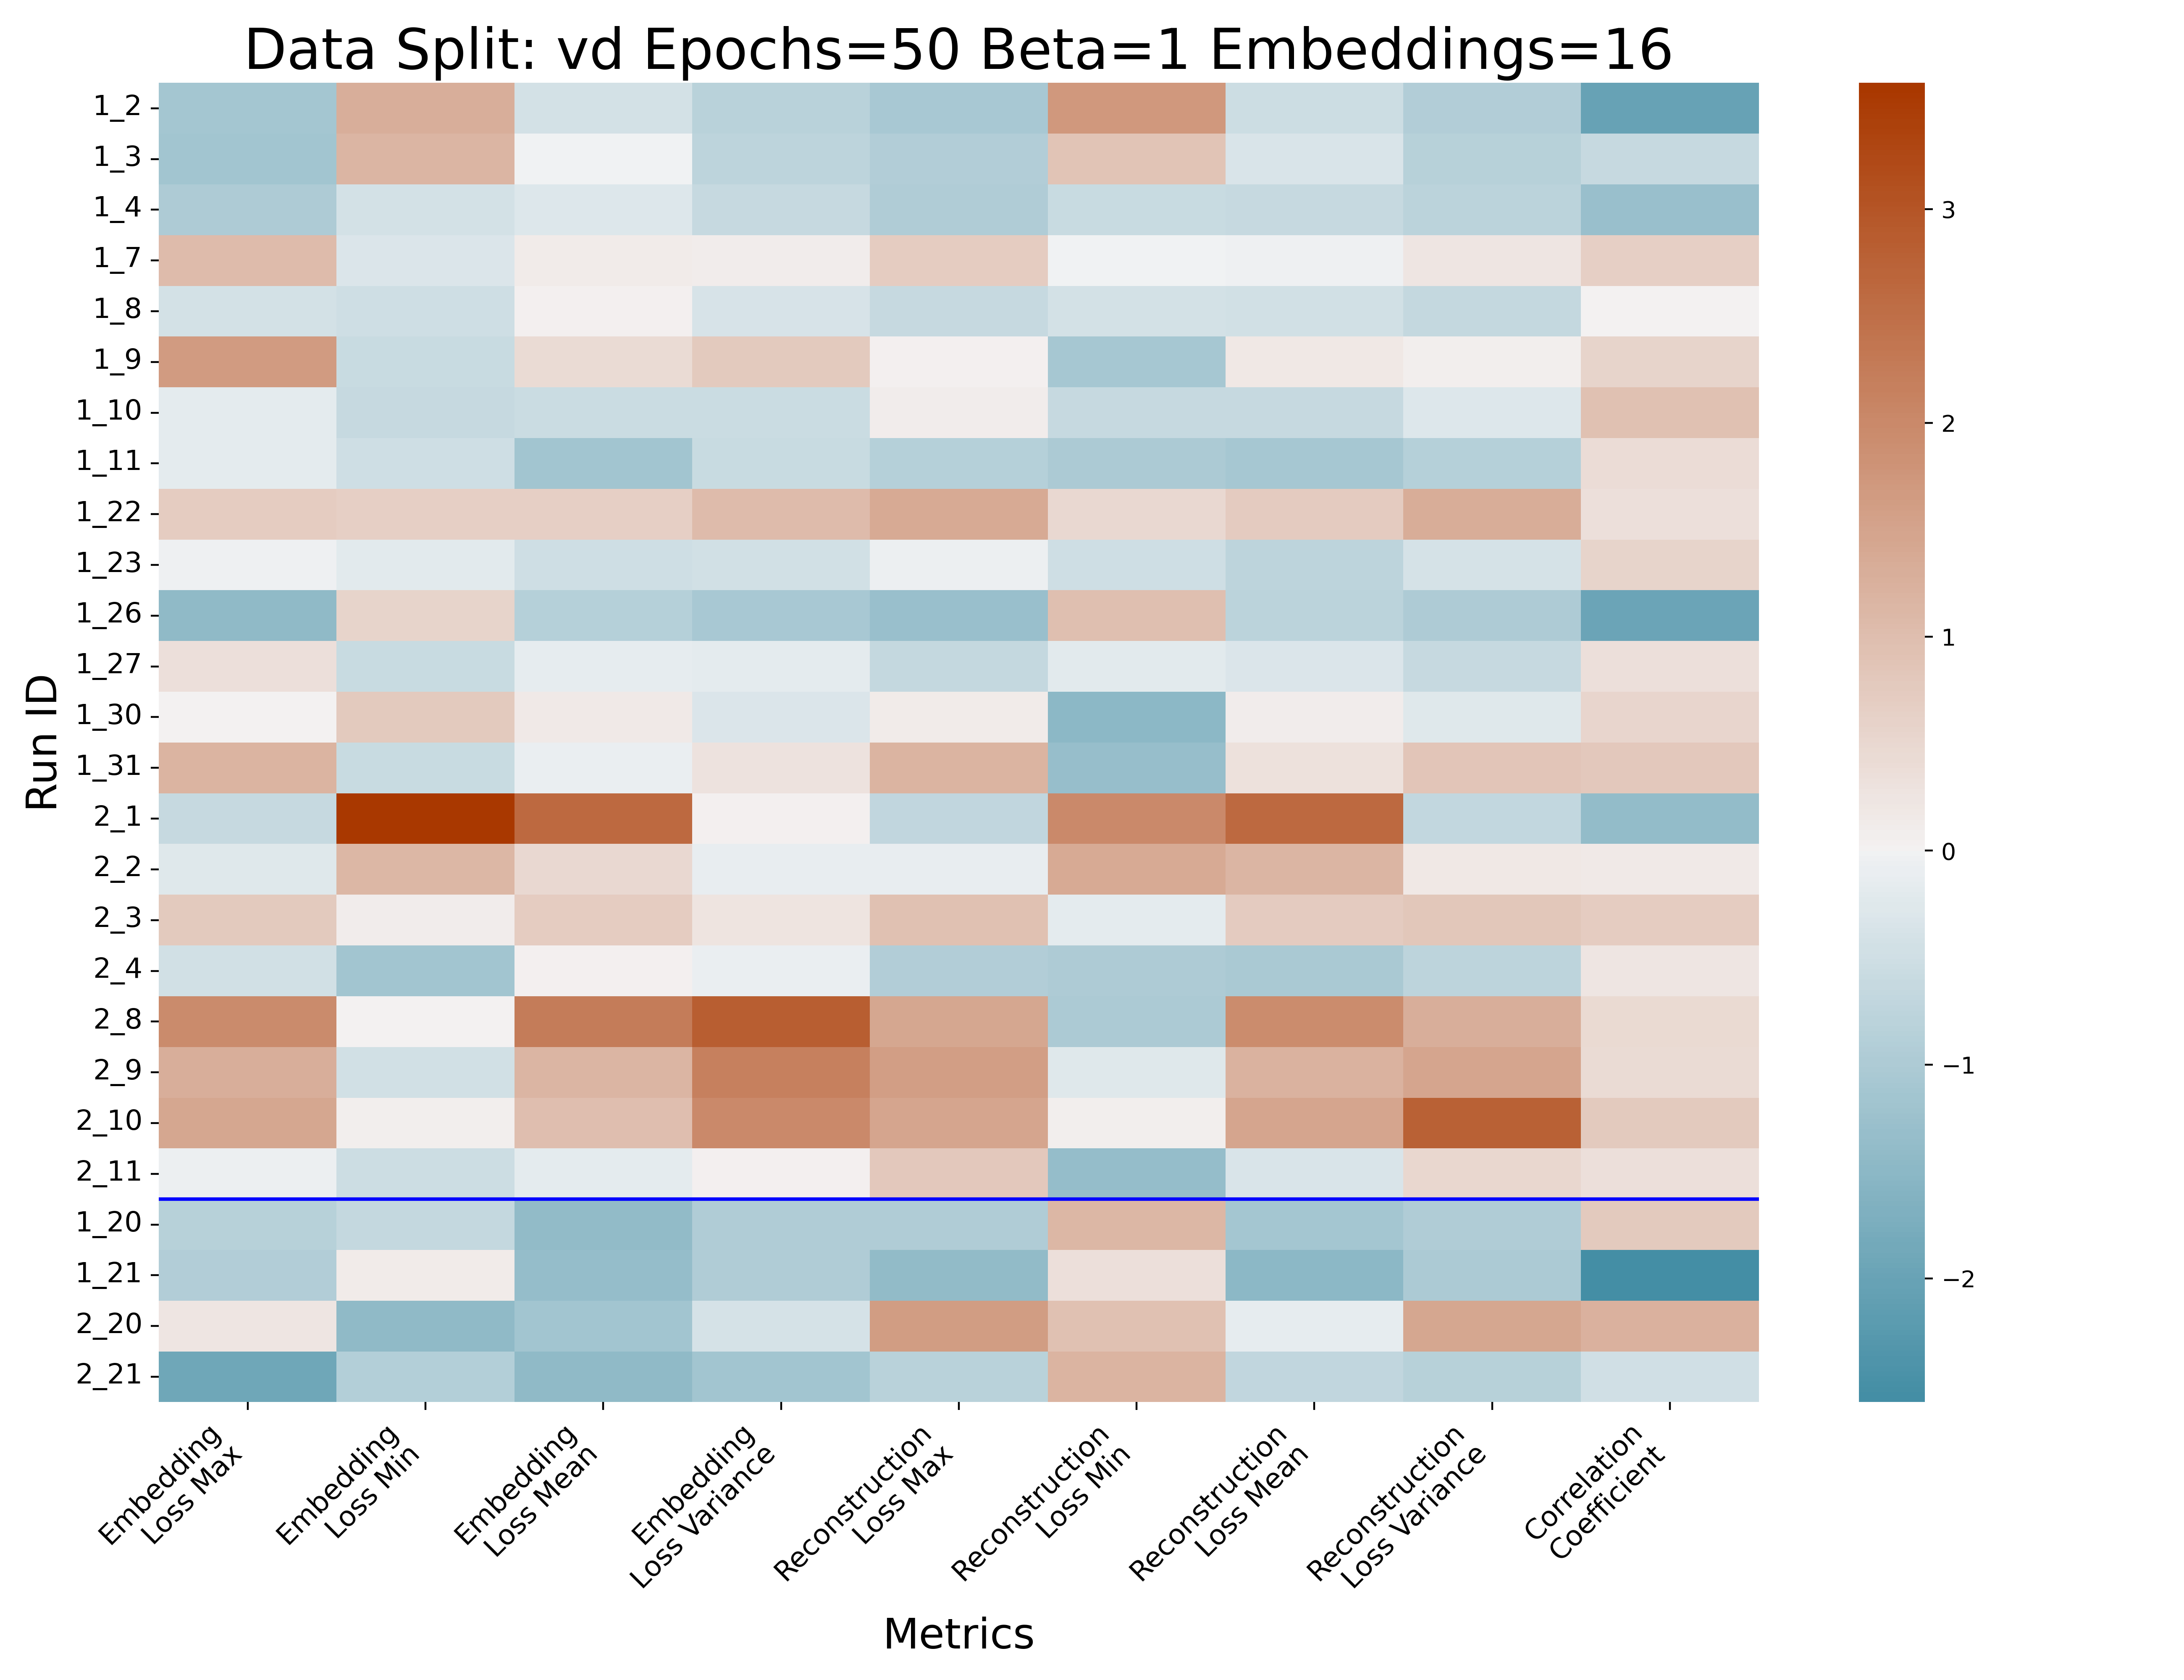 Data Split: vd Epochs=50 Beta=1 Embeddings=16
Run ID
1_2
1_3
1_4
1_7
1_8
1_9
1_10
1_11
1_22
1_23
1_26
1_27
1_30
1_31
2_1
2_2
2_3
2_4
2_8
2_9
2_10
2_11
1_20
1_21
2_20
2_21
Embedding
Loss Max
Embedding
Loss Min
Embedding
Loss Mean
Embedding
Loss Variance
Reconstruction
Loss Max
Reconstruction
Loss Min
Reconstruction
Loss Mean
Reconstruction
Loss Variance
Correlation
Coefficient
Metrics
3
2
1
0
−1
−2